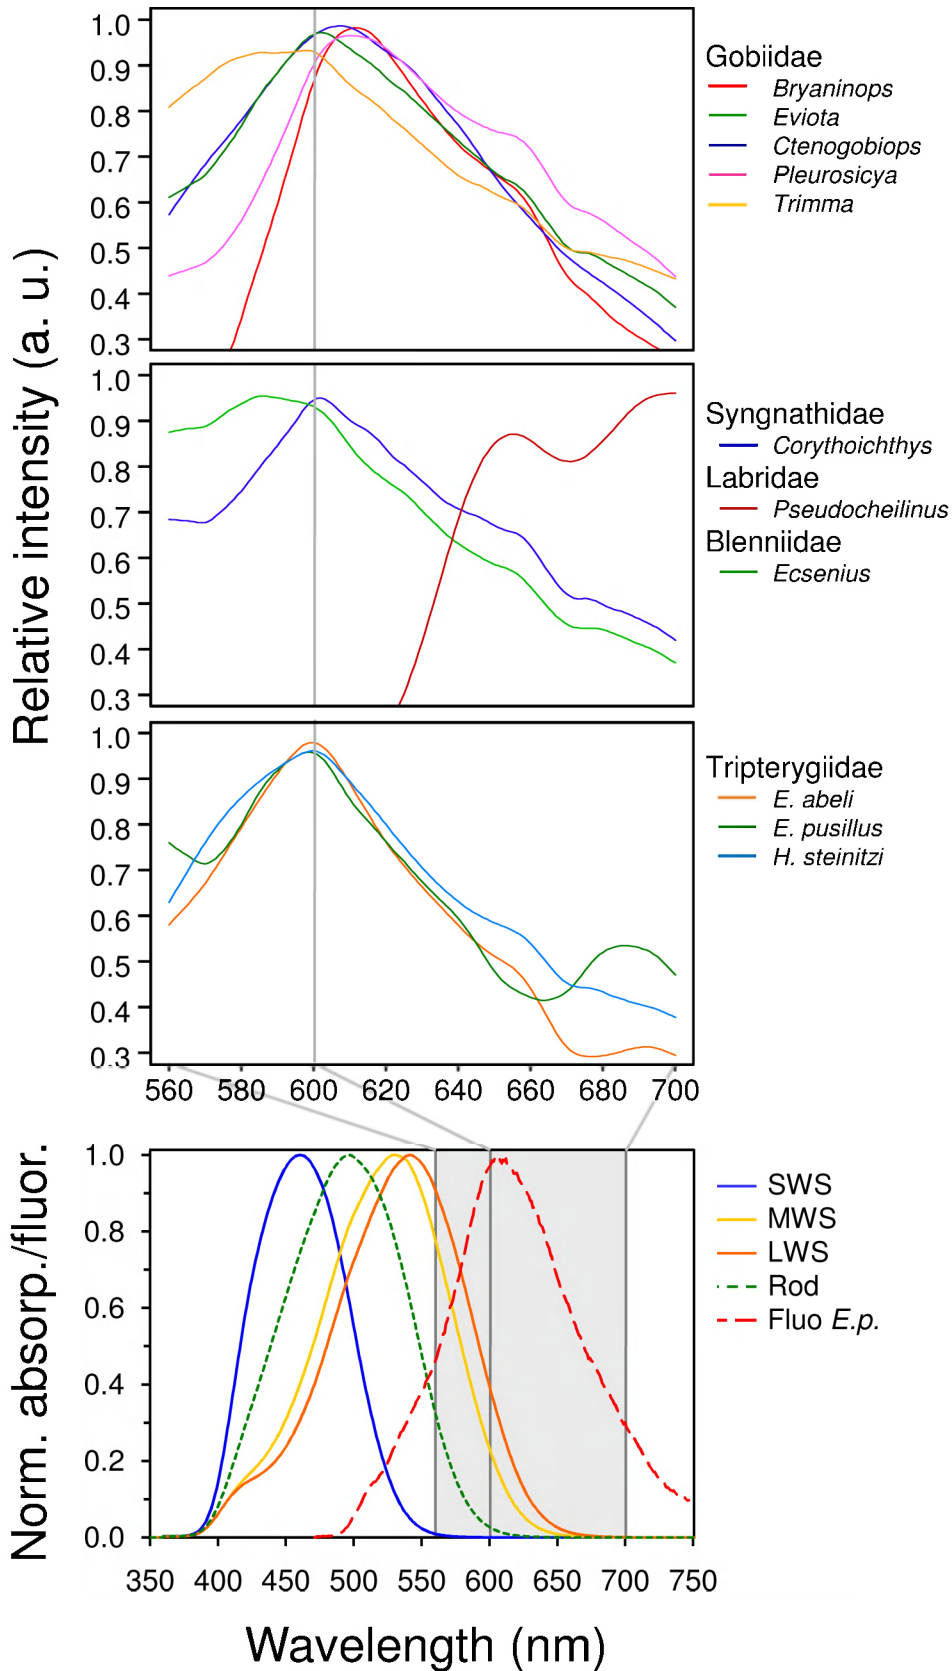 Relative intensity (a. u.)
1.0
0.9
0.8
0.7
0.6
0.5
0.4
0.3
Gobiidae
Bryaninops
Eviota
Ctenogobiops
Pleurosicya
Trimma
1.0
0.9
0.8
0.7
0.6
0.5
0.4
0.3
Syngnathidae
Corythoichthys
Labridae
Pseudocheilinus
Blenniidae
Ecsenius
1.0
0.9
0.8
0.7
0.6
0.5
0.4
0.3
Tripterygiidae
E. abeli
E. pusillus
H. steinitzi
560 580 600 620 640 660 680 700
Norm. absorp./fluor.
1.0
0.8
0.6
0.4
0.2
0.0
SWS
MWS
LWS
Rod
Fluo E.p.
350 400 450 500 550 600 650 700 750
Wavelength (nm)